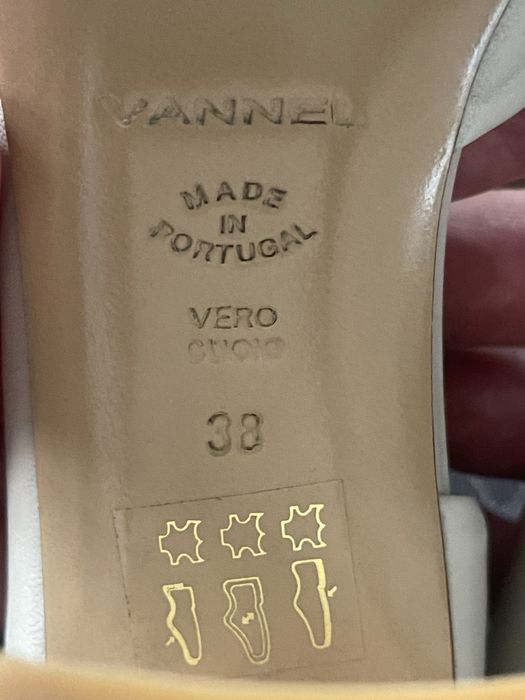 VANNEL
MADE
IN
PORTUGAL
VERO
CUOIO
38